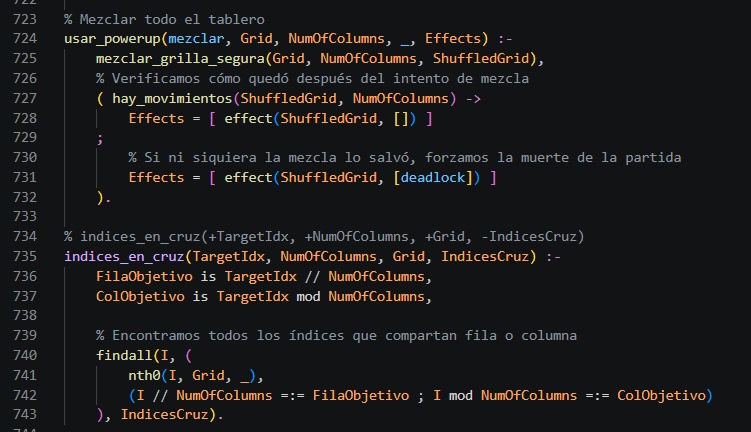 723 % Mezclar todo el tablero
724 usar_powerup(mezclar, Grid, NumOfColumns, _, Effects) :-
725     mezclar_grilla_segura(Grid, NumOfColumns, ShuffledGrid),
726     % Verificamos cómo quedó después del intento de mezcla
727     ( hay_movimientos(ShuffledGrid, NumOfColumns) ->
728         Effects = [ effect(ShuffledGrid, []) ]
729     ;
730         % Si ni siquiera la mezcla lo salvó, forzamos la muerte de la partida
731         Effects = [ effect(ShuffledGrid, [deadlock]) ]
732     ).
733
734 % indices_en_cruz(+TargetIdx, +NumOfColumns, +Grid, -IndicesCruz)
735 indices_en_cruz(TargetIdx, NumOfColumns, Grid, IndicesCruz) :-
736     FilaObjetivo is TargetIdx // NumOfColumns,
737     ColObjetivo is TargetIdx mod NumOfColumns,
738
739     % Encontramos todos los índices que compartan fila o columna
740     findall(I, (
741         nth0(I, Grid, _),
742         (I // NumOfColumns =:= FilaObjetivo ; I mod NumOfColumns =:= ColObjetivo)
743     ), IndicesCruz).